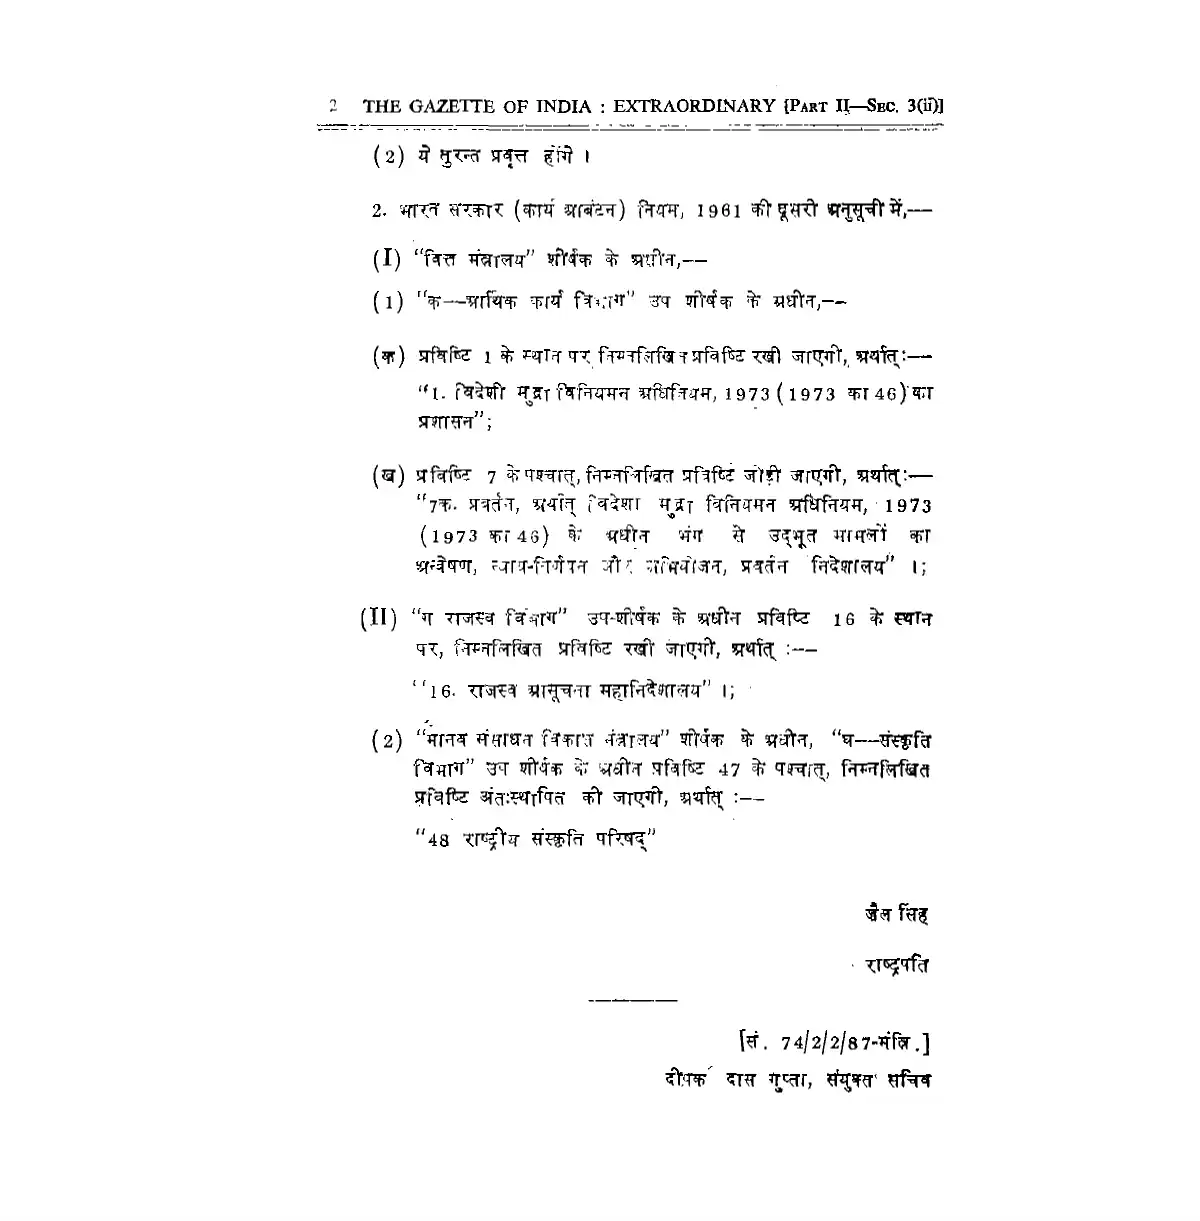 2 THE GAZETTE OF INDIA : EXTRAORDINARY [PART II—SEC. 3(ii)]
(2) ये तुरन्त प्रवृत्त होंगे ।
2. भारत सरकार (कार्य आबंटन) नियम, 1961 की दूसरी अनुसूची में,—
(I) "वित्त मंत्रालय" शीर्षक के अधीन,—
(1) "क—आर्थिक कार्य विभाग" उप शीर्षक के अधीन,—
(क) प्रविष्टि 1 के स्थान पर निम्नलिखित प्रविष्टि रखी जाएगी, अर्थात्:—
"1. विदेशी मुद्रा विनियमन अधिनियम, 1973 (1973 का 46) का
प्रशासन";
(ख) प्रविष्टि 7 के पश्चात्, निम्नलिखित प्रविष्टि जोड़ी जाएगी, अर्थात्:—
"7क. प्रवर्तन, अर्थात् विदेशी मुद्रा विनियमन अधिनियम, 1973
(1973 का 46) के अधीन भंग से उद्भूत मामलों का
अन्वेषण, न्याय-निर्णयन और अभियोजन, प्रवर्तन निदेशालय" ।;
(II) "ग राजस्व विभाग" उप-शीर्षक के अधीन प्रविष्टि 16 के स्थान
पर, निम्नलिखित प्रविष्टि रखी जाएगी, अर्थात् :—
"16. राजस्व आसूचना महानिदेशालय" ।;
(2) "मानव संसाधन विकास मंत्रालय" शीर्षक के अधीन, "घ—संस्कृति
विभाग" उप शीर्षक के अधीन प्रविष्टि 47 के पश्चात्, निम्नलिखित
प्रविष्टि अंतःस्थापित की जाएगी, अर्थात् :—
"48 राष्ट्रीय संस्कृति परिषद्"
जैल सिंह
राष्ट्रपति
[सं. 74/2/2/87-मंत्रि.]
दीपक दास गुप्ता, संयुक्त सचिव